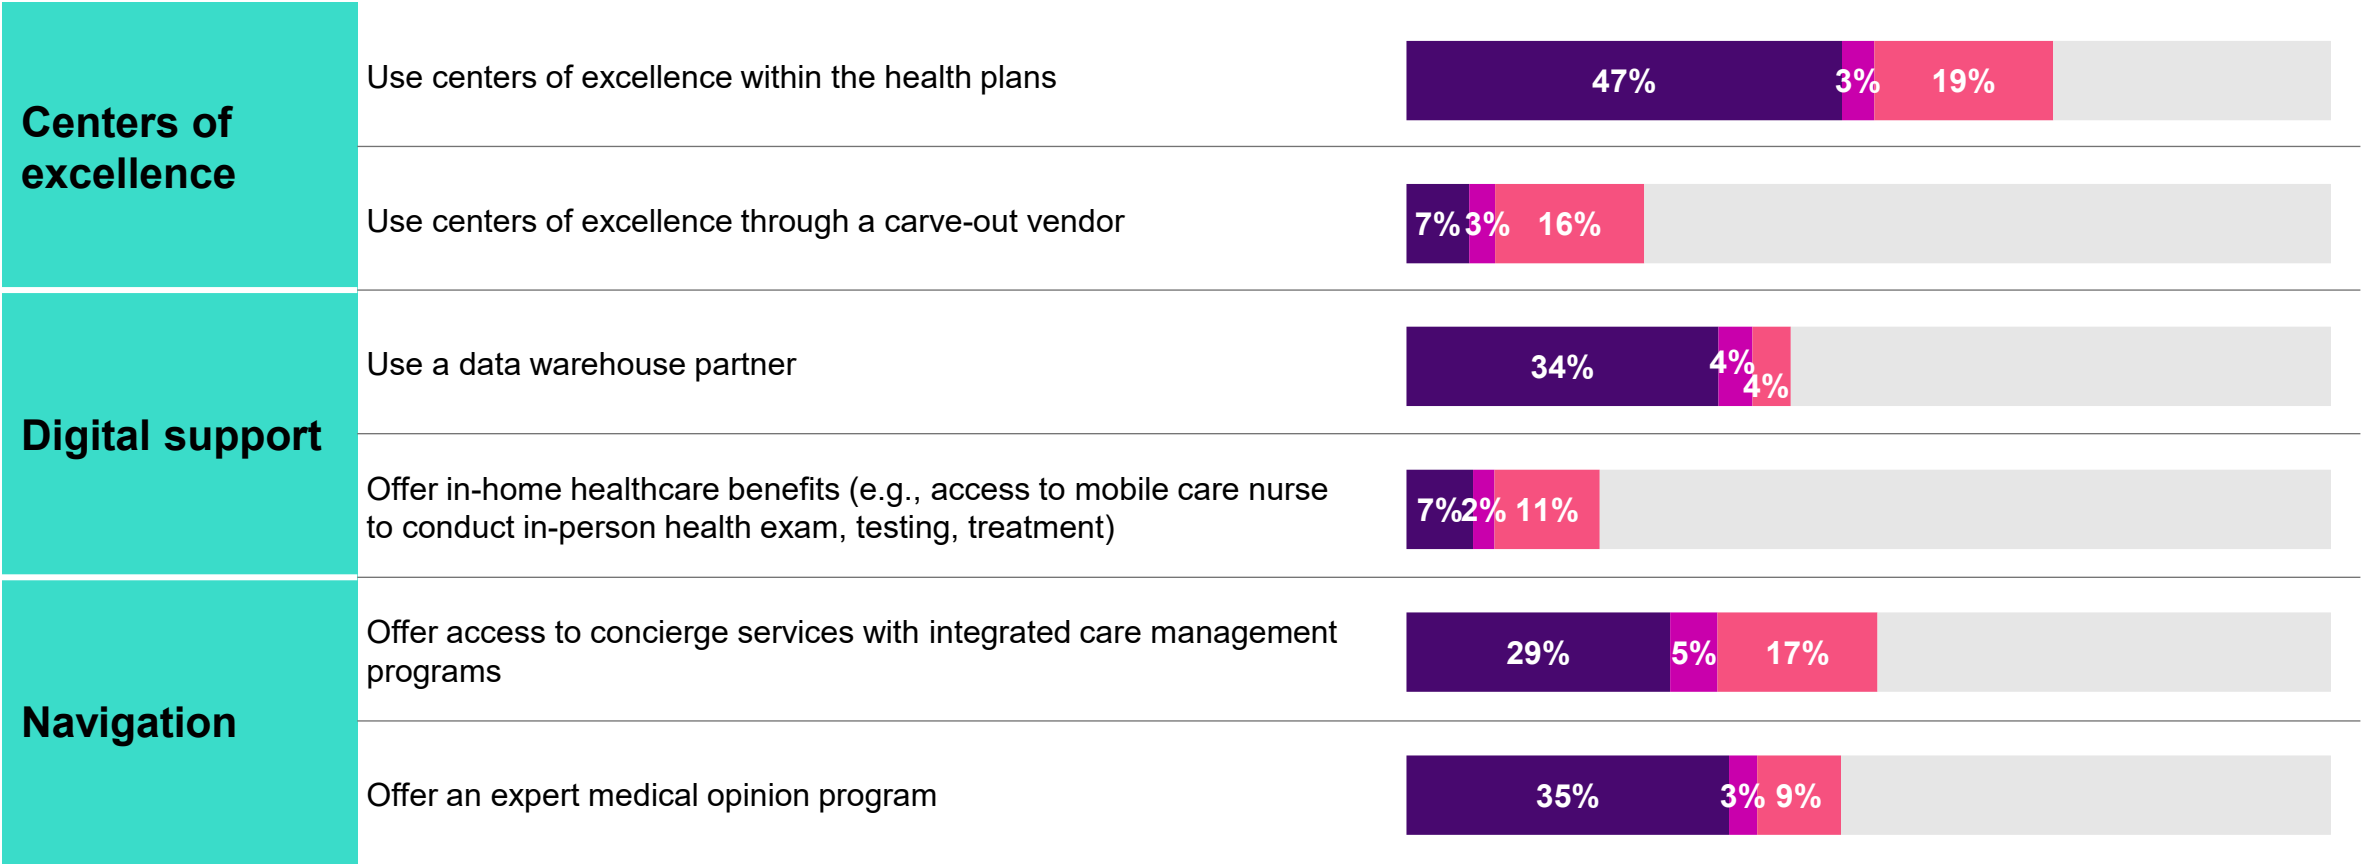 Centers of
excellence
Use centers of excellence within the health plans
47% 3% 19%
Use centers of excellence through a carve-out vendor
7% 3% 16%
Digital support
Use a data warehouse partner
34% 4% 4%
Offer in-home healthcare benefits (e.g., access to mobile care nurse
to conduct in-person health exam, testing, treatment)
7% 2% 11%
Navigation
Offer access to concierge services with integrated care management
programs
29% 5% 17%
Offer an expert medical opinion program
35% 3% 9%